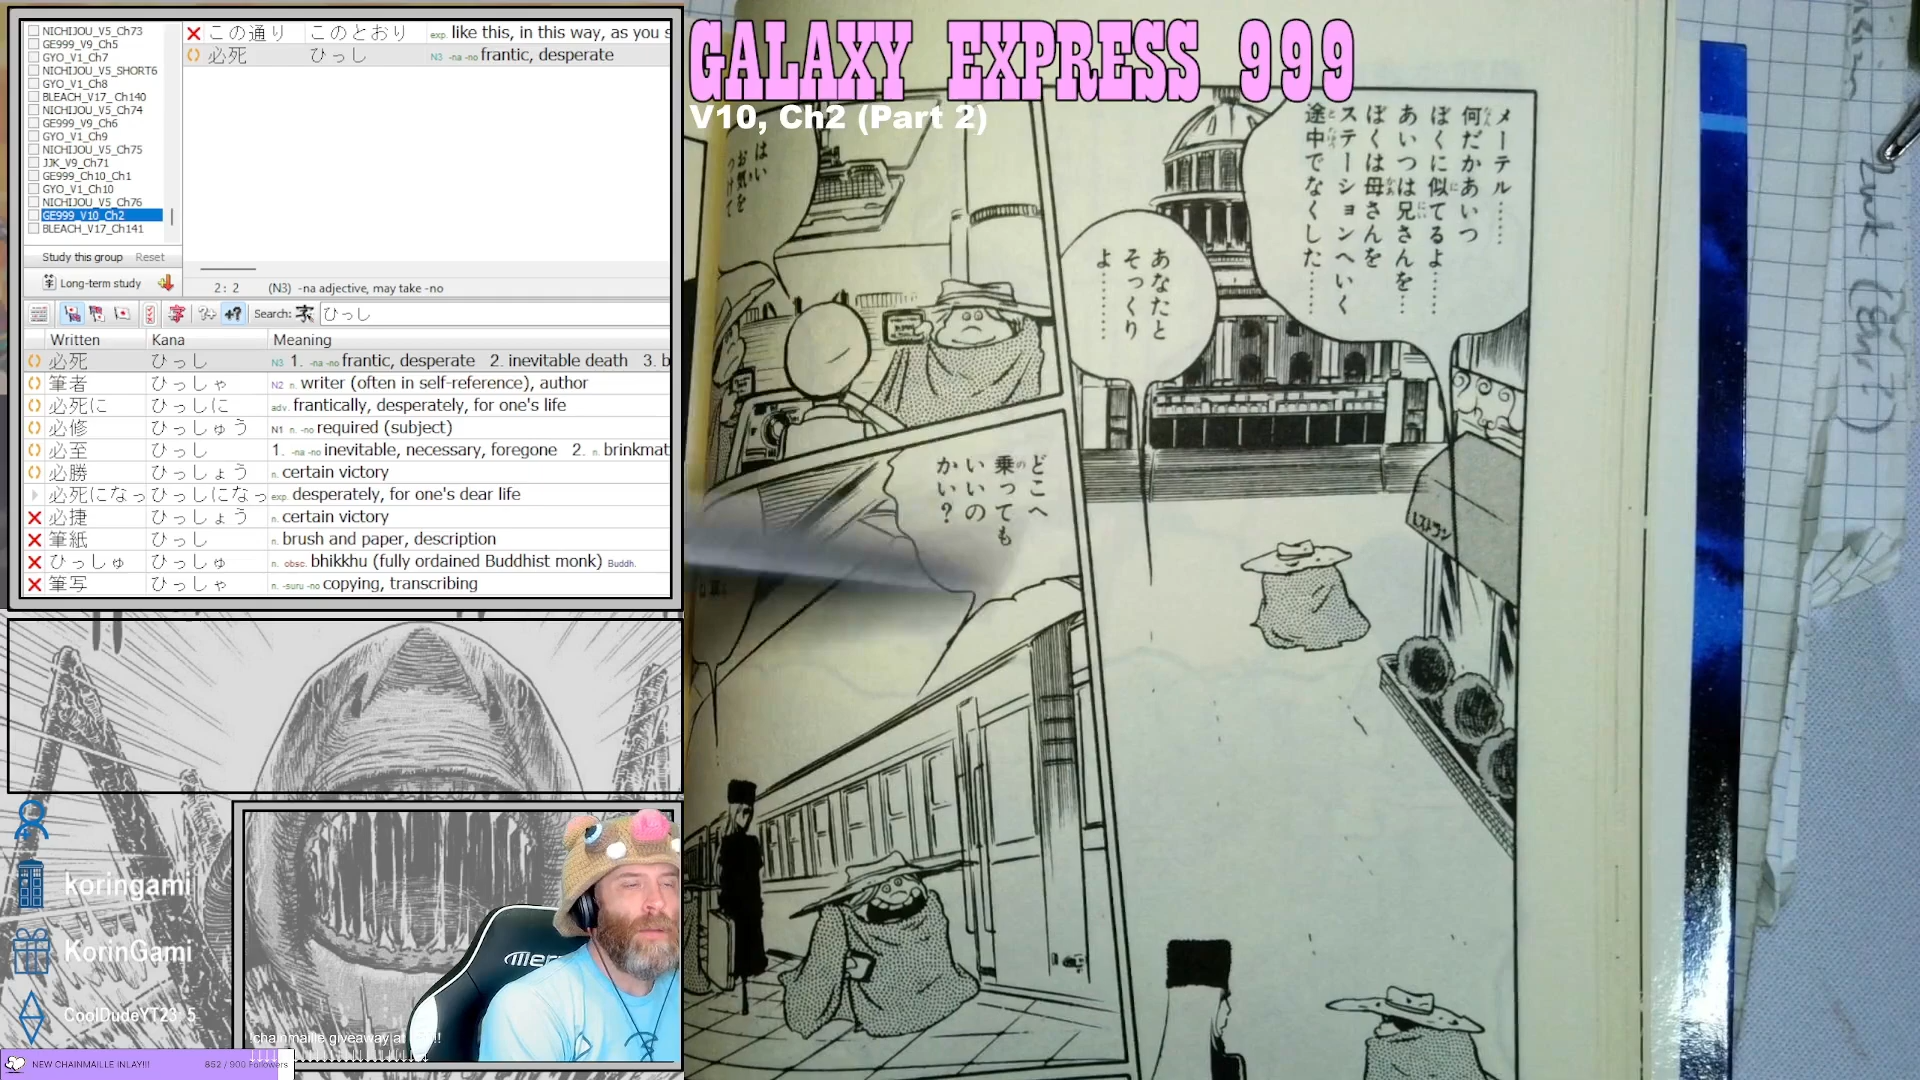 NICHIJOU_V5_Ch73
GE999_V9_Ch5
GYO_V1_Ch7
NICHIJOU_V5_SHORT6
GYO_V1_Ch8
BLEACH_V17_ Ch140
NICHIJOU_V5_Ch74
GE999_V9_Ch6
GYO_V1_Ch9
NICHIJOU_V5_Ch75
JJK_V9_Ch71
GE999_Ch10_Ch1
GYO_V1_Ch10
NICHIJOU_V5_Ch76
GE999_V10_Ch2
BLEACH_V17_Ch141
Study this group Reset
Long-term study
この通り このとおり exp. like this, in this way, as you s
必死 ひっし N3 -na -no frantic, desperate
2: 2 (N3) -na adjective, may take -no
Search: ひっし
Written Kana Meaning
必死 ひっし N3 1. -na -no frantic, desperate 2. inevitable death 3. b
筆者 ひっしゃ N2 n. writer (often in self-reference), author
必死に ひっしに adv. frantically, desperately, for one's life
必修 ひっしゅう N1 n. -no required (subject)
必至 ひっし 1. -na -no inevitable, necessary, foregone 2. n. brinkmat
必勝 ひっしょう n. certain victory
必死になっ ひっしになっ exp. desperately, for one's dear life
必捷 ひっしょう n. certain victory
筆紙 ひっし n. brush and paper, description
ひっしゅ ひっしゅ n. obsc. bhikkhu (fully ordained Buddhist monk) Buddh.
筆写 ひっしゃ n. -suru -no copying, transcribing
GALAXY EXPRESS 999
V10, Ch2 (Part 2)
メーテル……
何だかあいつ
ぼくに似てるよ……
あいつは兄さんを…
ぼくは母さんを
ステーションへいく
途中でなくした……
あなたと
そっくり
よ……
レストラン
はい
お気を
つけて
どこへ
乗っても
いいの
かい?
koringami
KorinGami
CoolDudeYT23: 5
!chainmaille giveaway at
NEW CHAINMAILLE INLAY!!! 852 / 900 Followers